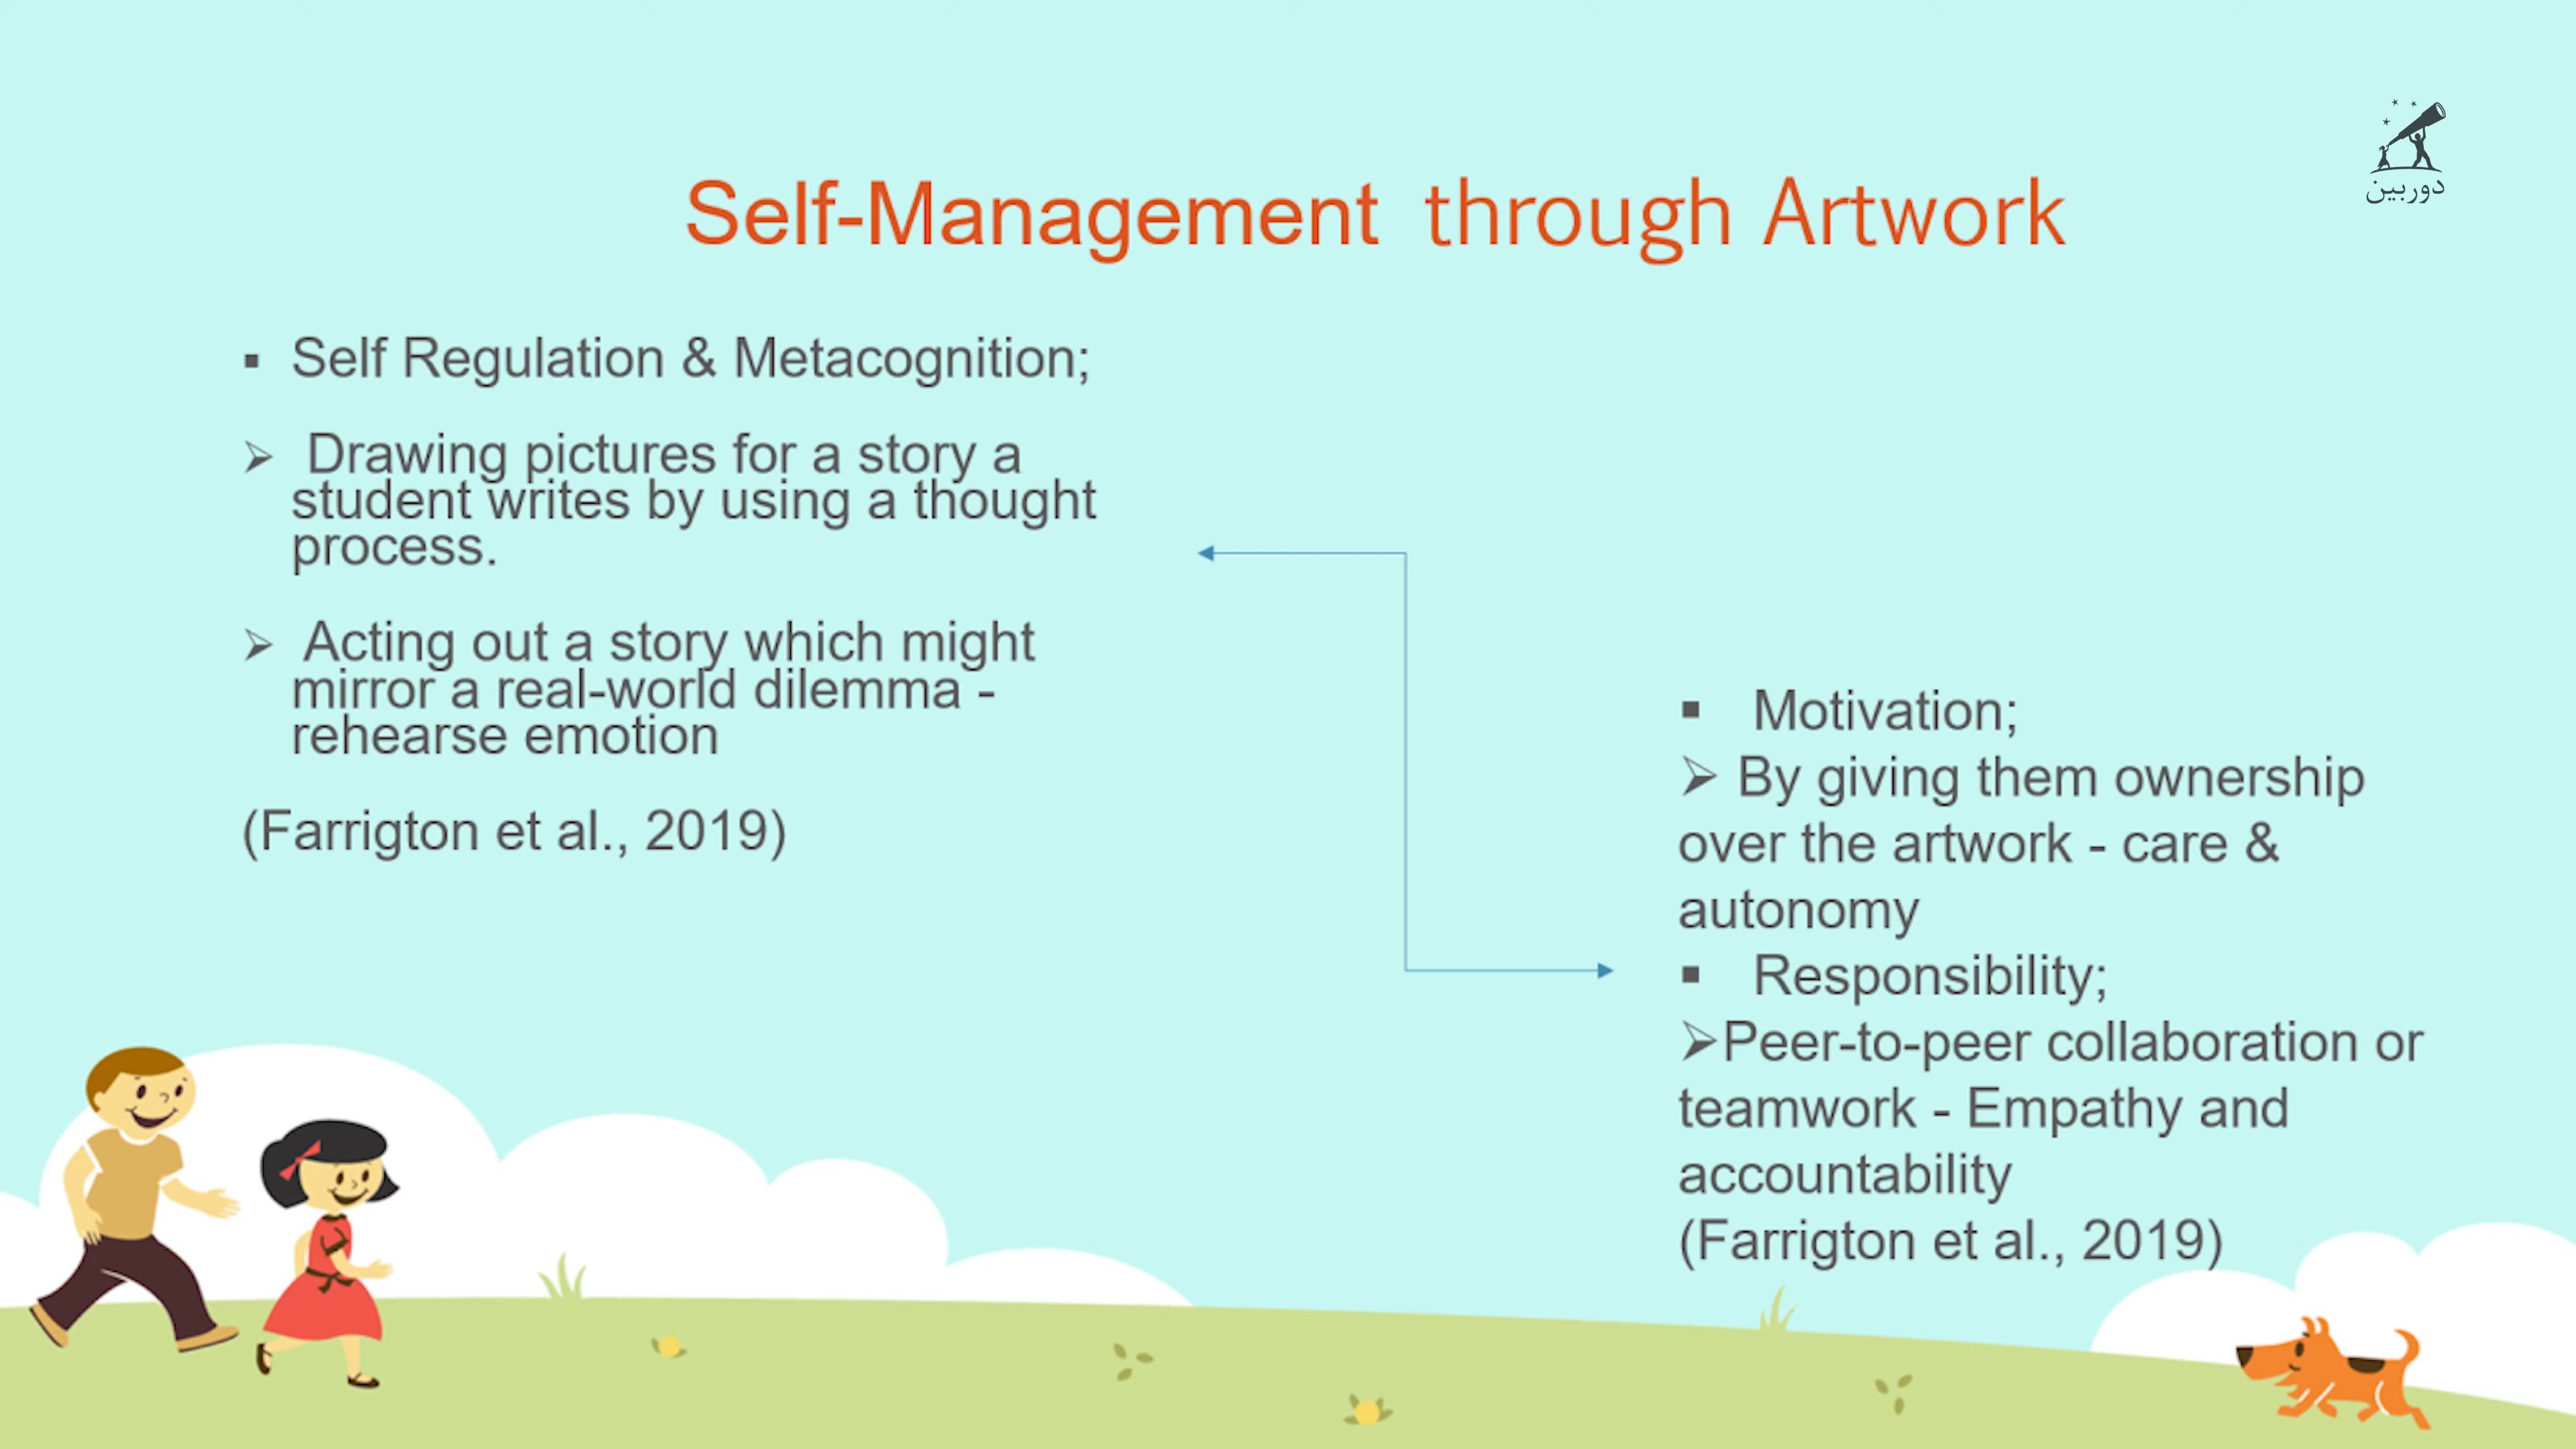 دوربین
Self-Management through Artwork
▪ Self Regulation & Metacognition;
➢ Drawing pictures for a story a
student writes by using a thought
process.
➢ Acting out a story which might
mirror a real-world dilemma -
rehearse emotion
(Farrigton et al., 2019)
▪ Motivation;
➢ By giving them ownership
over the artwork - care &
autonomy
▪ Responsibility;
➢Peer-to-peer collaboration or
teamwork - Empathy and
accountability
(Farrigton et al., 2019)